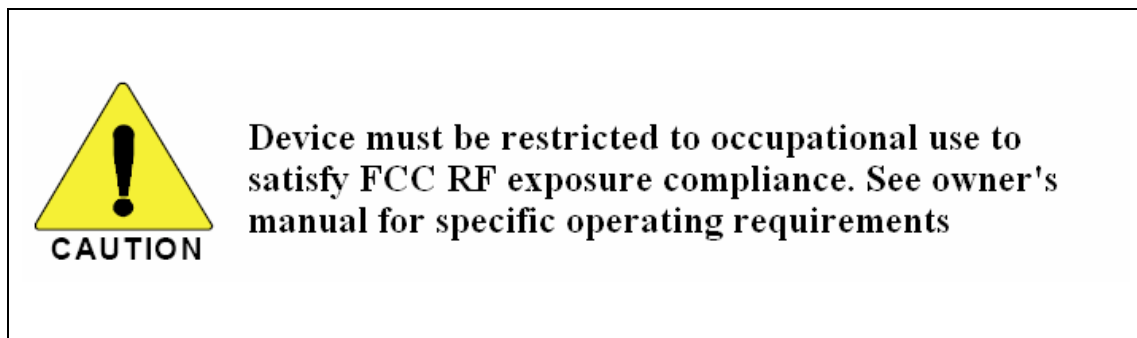 Device must be restricted to occupational use to
satisfy FCC RF exposure compliance. See owner's
manual for specific operating requirements
CAUTION